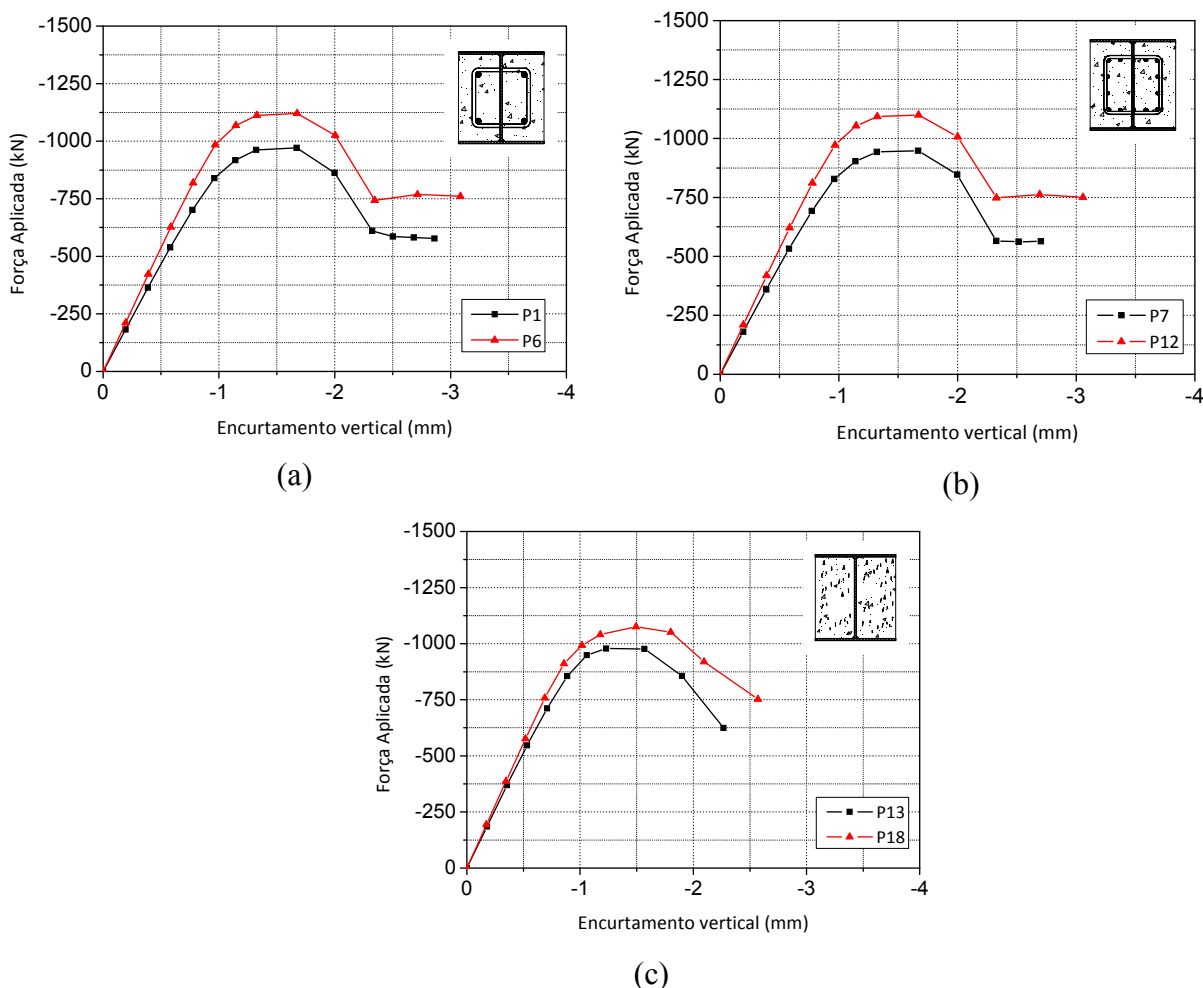 -1500
-1250
-1000
-750
-500
-250
0
Força Aplicada (kN)
P1
P6
0 -1 -2 -3 -4
Encurtamento vertical (mm)
(a)
-1500
-1250
-1000
-750
-500
-250
0
Força Aplicada (kN)
P7
P12
0 -1 -2 -3 -4
Encurtamento vertical (mm)
(b)
-1500
-1250
-1000
-750
-500
-250
0
Força Aplicada (kN)
P13
P18
0 -1 -2 -3 -4
Encurtamento vertical (mm)
(c)